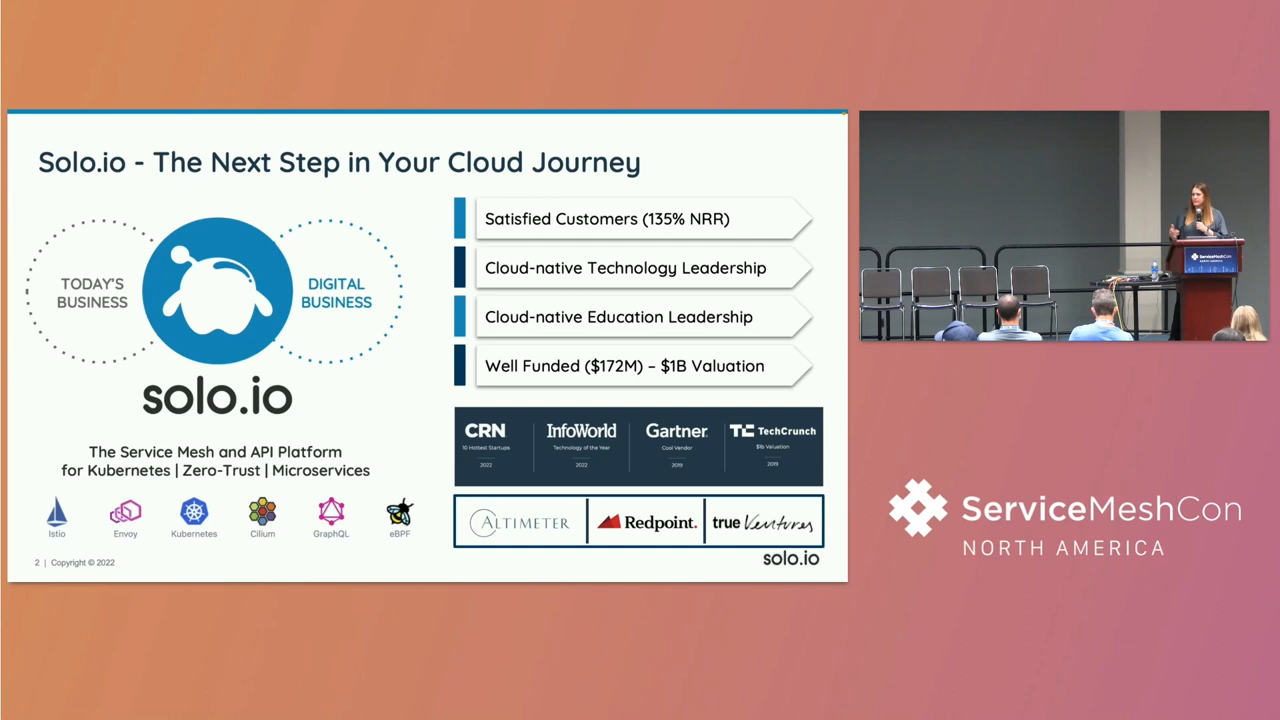 Solo.io - The Next Step in Your Cloud Journey
TODAY'S
BUSINESS
DIGITAL
BUSINESS
solo.io
The Service Mesh and API Platform
for Kubernetes | Zero-Trust | Microservices
Istio
Envoy
Kubernetes
Cilium
GraphQL
eBPF
2 | Copyright © 2022
Satisfied Customers (135% NRR)
Cloud-native Technology Leadership
Cloud-native Education Leadership
Well Funded ($172M) – $1B Valuation
CRN
10 Hottest Startups
2022
InfoWorld
Technology of the Year
2022
Gartner
Cool Vendor
2019
TC TechCrunch
$1b Valuation
2019
ALTIMETER
Redpoint.
true Ventures
solo.io
ServiceMeshCon
NORTH AMERICA
ServiceMeshCon
NORTH AMERICA